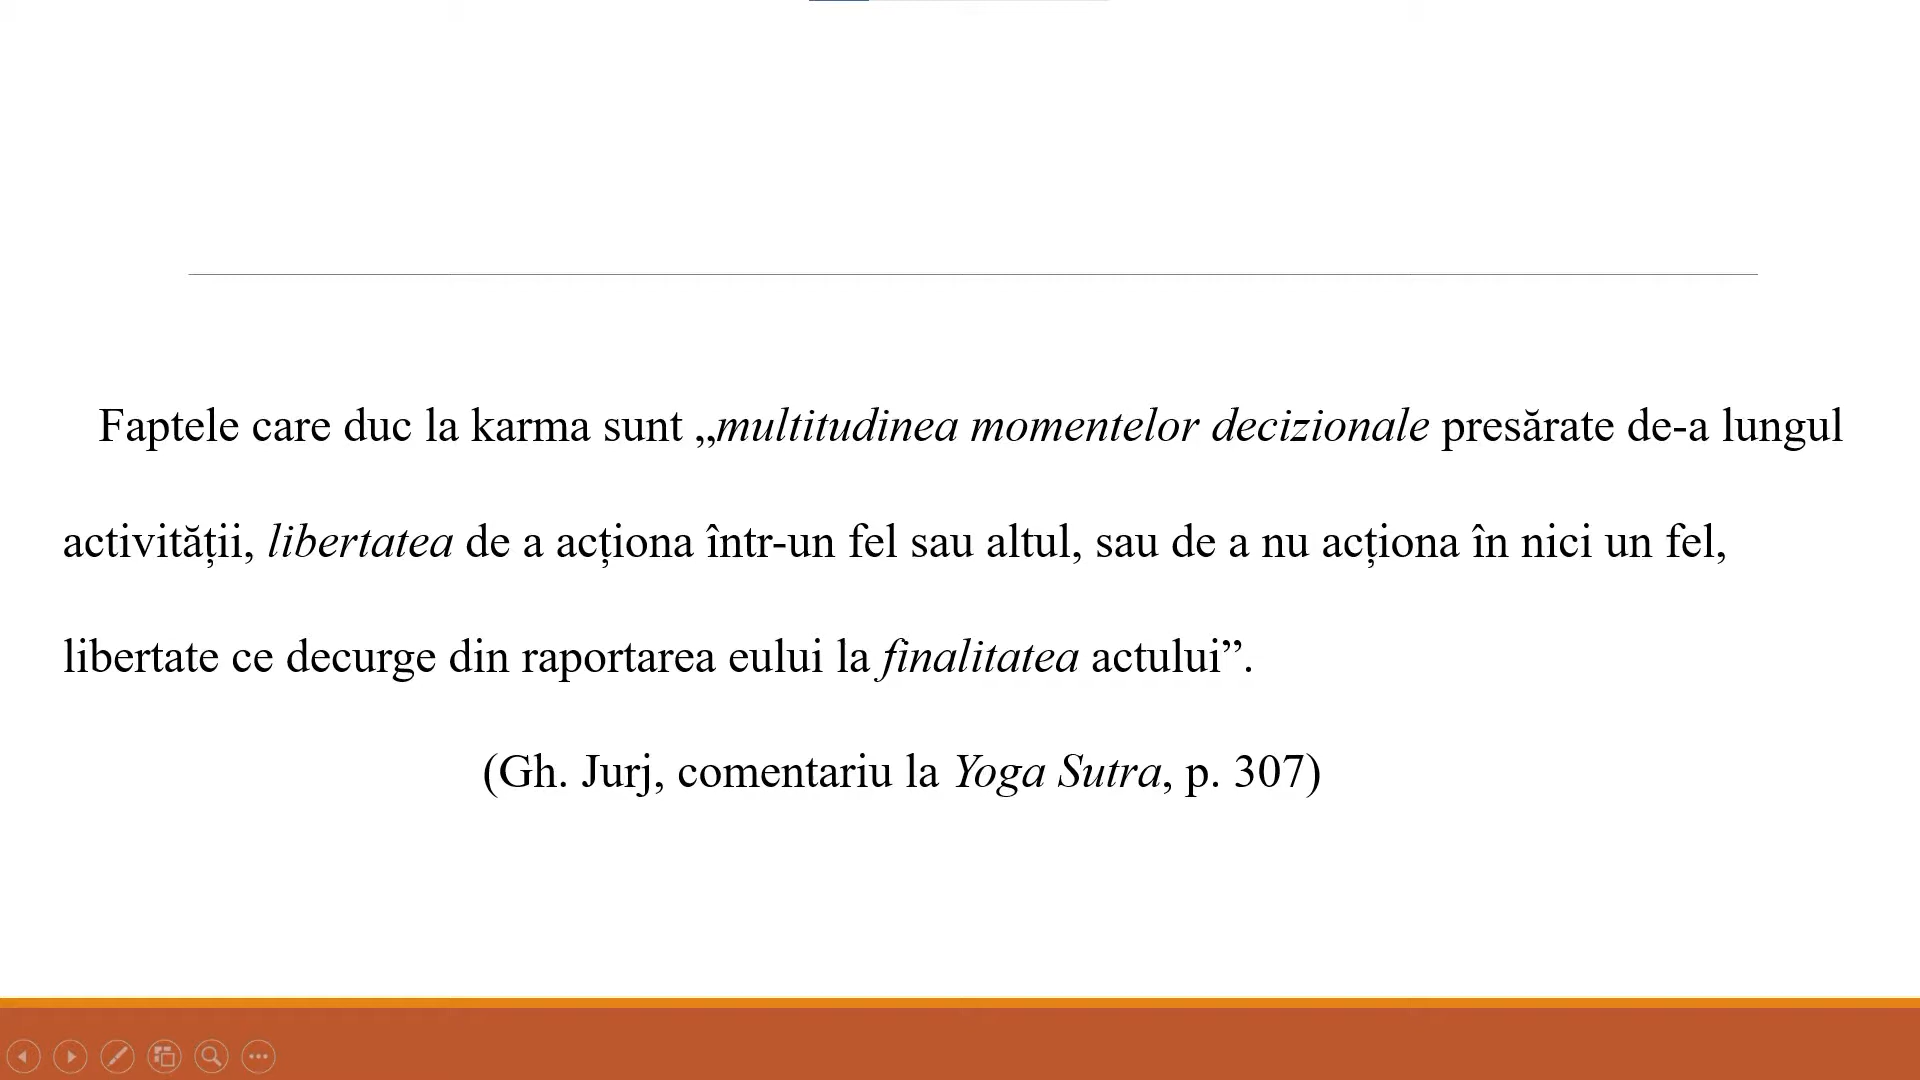 Faptele care duc la karma sunt „multitudinea momentelor decizionale presărate de-a lungul
activității, libertatea de a acționa într-un fel sau altul, sau de a nu acționa în nici un fel,
libertate ce decurge din raportarea eului la finalitatea actului”.
(Gh. Jurj, comentariu la Yoga Sutra, p. 307)